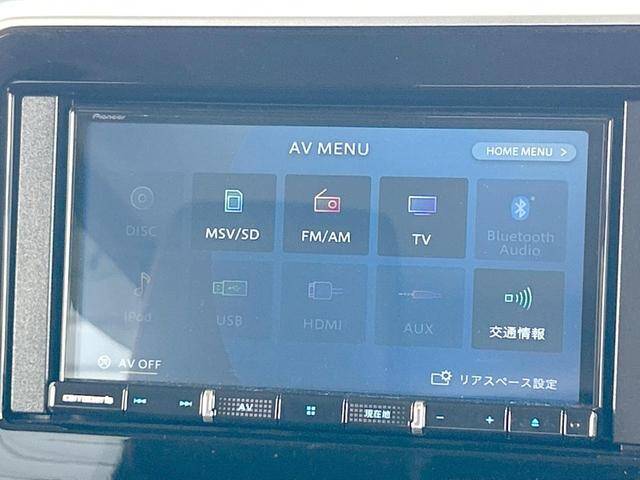 Pioneer
AV MENU
HOME MENU >
DISC
MSV/SD
FM/AM
TV
Bluetooth
Audio
iPod
USB
HDMI
AUX
交通情報
AV OFF
リアスペース設定
carrozzeria
AV
現在地